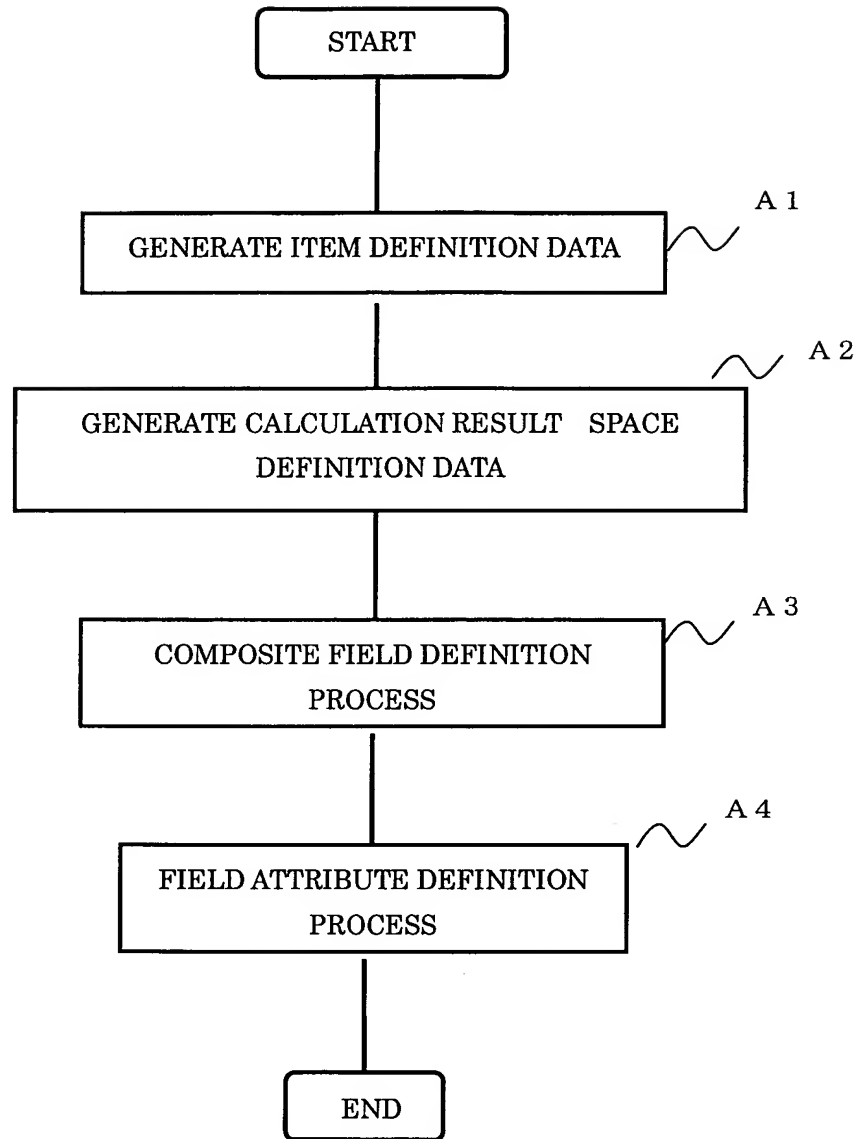 START
A 1
GENERATE ITEM DEFINITION DATA
A 2
GENERATE CALCULATION RESULT SPACE
DEFINITION DATA
A 3
COMPOSITE FIELD DEFINITION
PROCESS
A 4
FIELD ATTRIBUTE DEFINITION
PROCESS
END